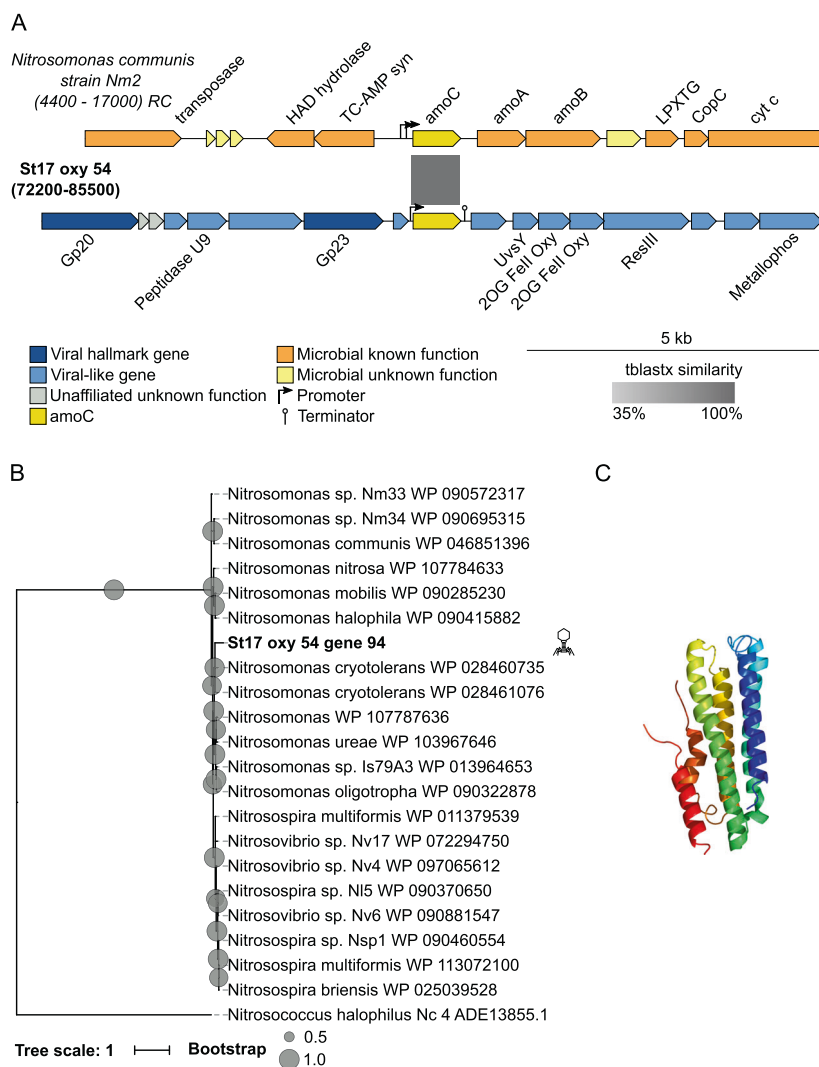 A
Nitrosomonas communis
strain Nm2
(4400 - 17000) RC
transposase
HAD hydrolase
TC-AMP syn
amoC
amoA
amoB
LPXTG
CopC
cyt c
St17 oxy 54
(72200-85500)
Gp20
Peptidase U9
Gp23
UvsY
2OG FeII Oxy
2OG FeII Oxy
ResIII
Metallophos
Viral hallmark gene
Viral-like gene
Unaffiliated unknown function
amoC
Microbial known function
Microbial unknown function
Promoter
Terminator
5 kb
tblastx similarity
35% 100%
B
Nitrosomonas sp. Nm33 WP 090572317
Nitrosomonas sp. Nm34 WP 090695315
Nitrosomonas communis WP 046851396
Nitrosomonas nitrosa WP 107784633
Nitrosomonas mobilis WP 090285230
Nitrosomonas halophila WP 090415882
St17 oxy 54 gene 94
Nitrosomonas cryotolerans WP 028460735
Nitrosomonas cryotolerans WP 028461076
Nitrosomonas WP 107787636
Nitrosomonas ureae WP 103967646
Nitrosomonas sp. Is79A3 WP 013964653
Nitrosomonas oligotropha WP 090322878
Nitrosospira multiformis WP 011379539
Nitrosovibrio sp. Nv17 WP 072294750
Nitrosovibrio sp. Nv4 WP 097065612
Nitrosospira sp. Nl5 WP 090370650
Nitrosovibrio sp. Nv6 WP 090881547
Nitrosospira sp. Nsp1 WP 090460554
Nitrosospira multiformis WP 113072100
Nitrosospira briensis WP 025039528
Nitrosococcus halophilus Nc 4 ADE13855.1
Tree scale: 1
Bootstrap
0.5
1.0
C